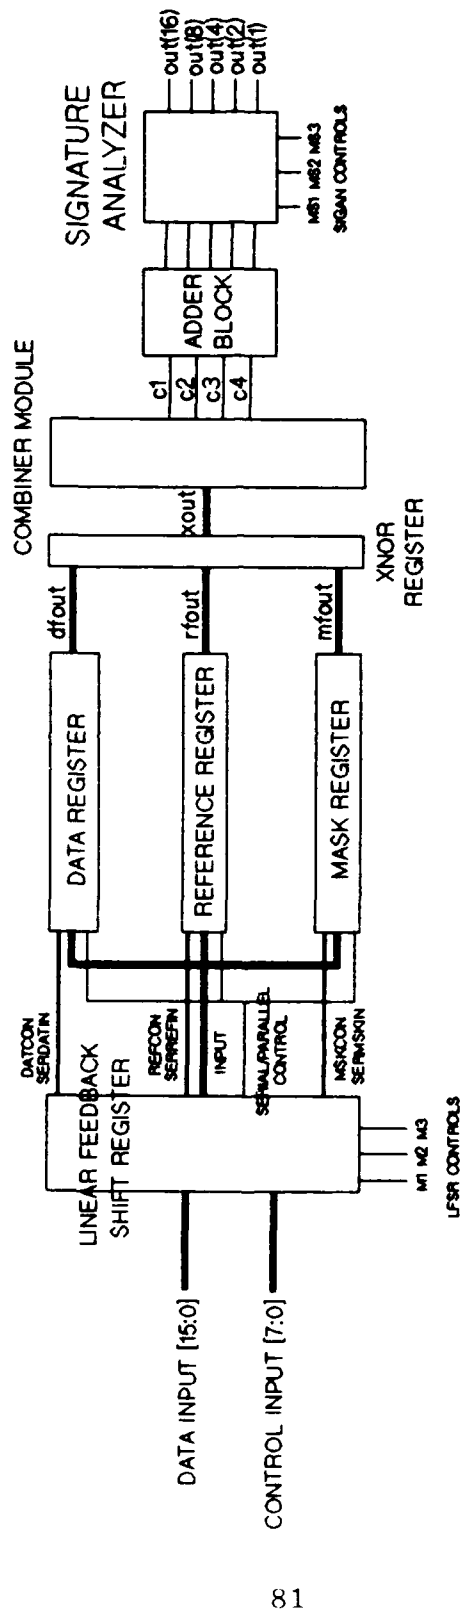 DATA INPUT [15:0]
CONTROL INPUT [7:0]
LINEAR FEEDBACK
SHIFT REGISTER
M1 M2 M3
LFSR CONTROLS
DATCON
SERDATIN
REFCON
SERREFIN
INPUT
SERIAL/PARALLEL
CONTROL
MSKCON
SERMSKIN
DATA REGISTER
REFERENCE REGISTER
MASK REGISTER
dfout
rfout
mfout
XNOR
REGISTER
xout
COMBINER MODULE
c1
c2
c3
c4
ADDER
BLOCK
SIGNATURE
ANALYZER
MS1 MS2 MS3
SIGAN CONTROLS
out(16)
out(8)
out(4)
out(2)
out(1)
81